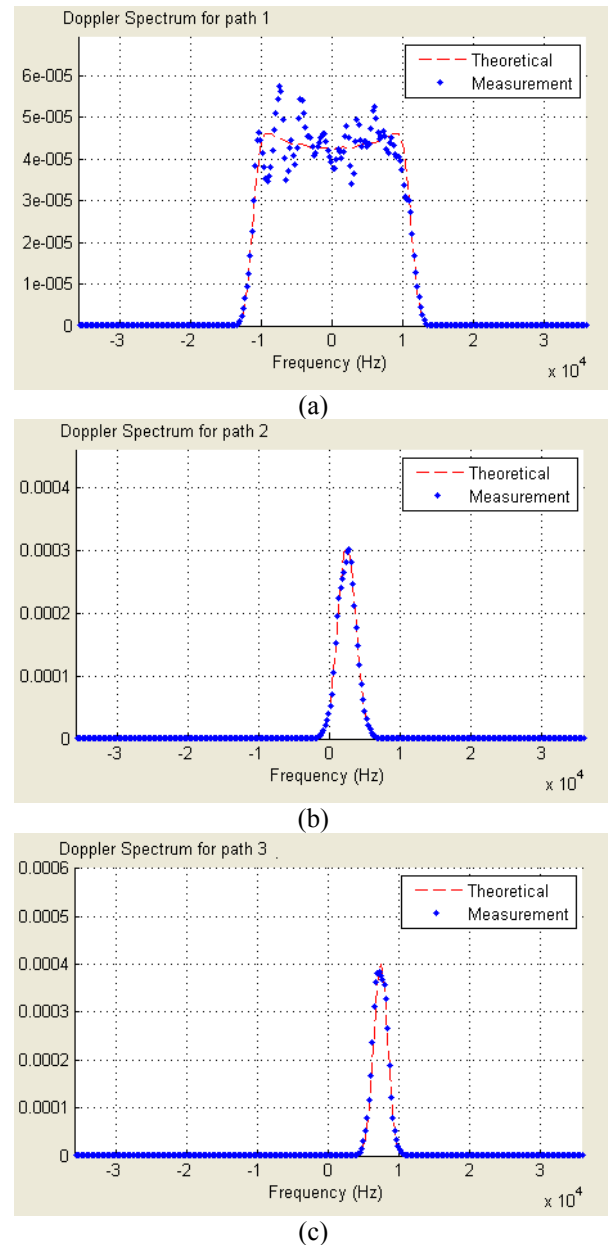 Doppler Spectrum for path 1
Theoretical
Measurement
6e-005
5e-005
4e-005
3e-005
2e-005
1e-005
0
-3 -2 -1 0 1 2 3
Frequency (Hz)
x 10^4
(a)
Doppler Spectrum for path 2
Theoretical
Measurement
0.0004
0.0003
0.0002
0.0001
0
-3 -2 -1 0 1 2 3
Frequency (Hz)
x 10^4
(b)
Doppler Spectrum for path 3
Theoretical
Measurement
0.0006
0.0005
0.0004
0.0003
0.0002
0.0001
0
-3 -2 -1 0 1 2 3
Frequency (Hz)
x 10^4
(c)